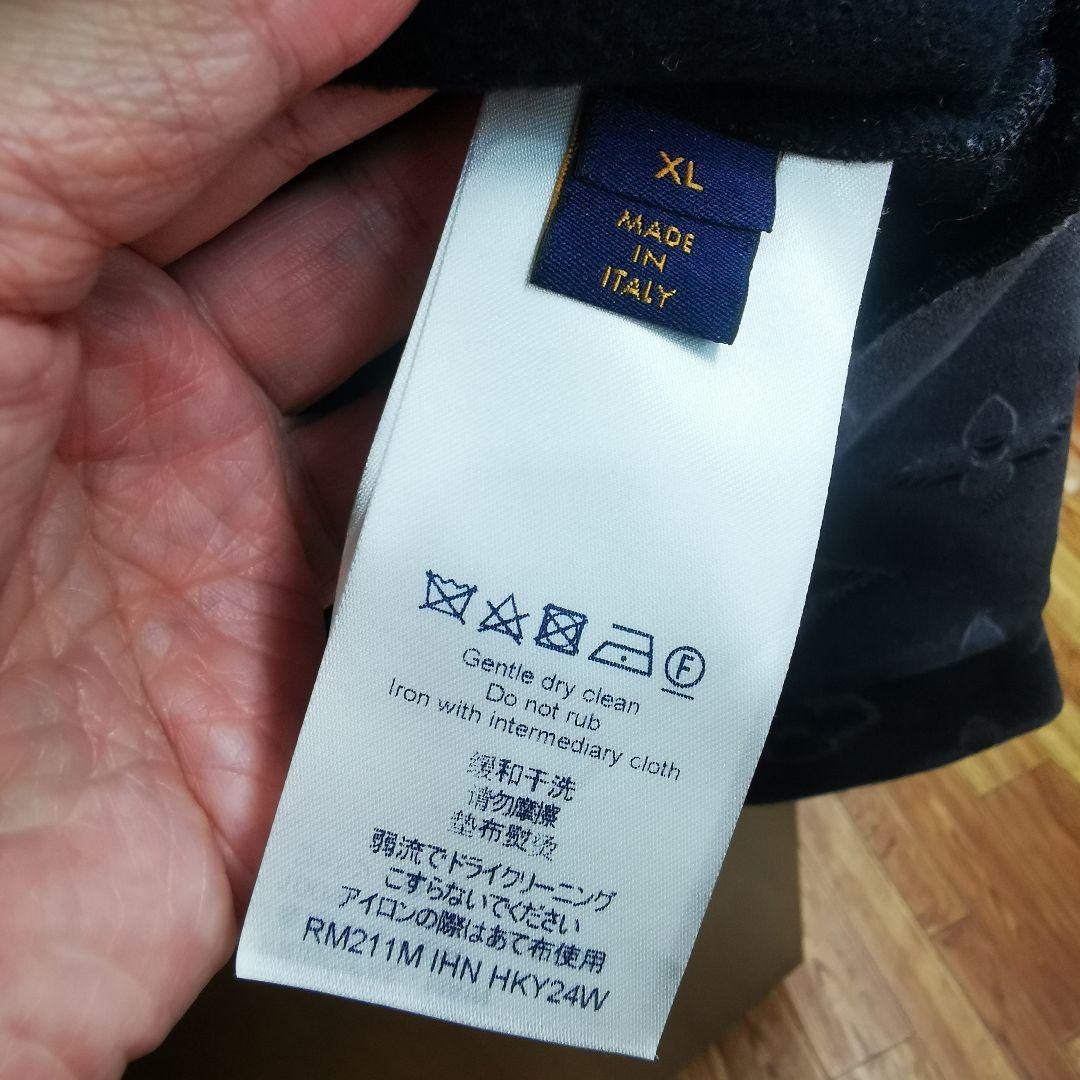 XL
MADE
IN
ITALY
F
Gentle dry clean
Do not rub
Iron with intermediary cloth
缓和干洗
请勿摩擦
垫布熨烫
弱流でドライクリーニング
こすらないでください
アイロンの際はあて布使用
RM211M IHN HKY24W